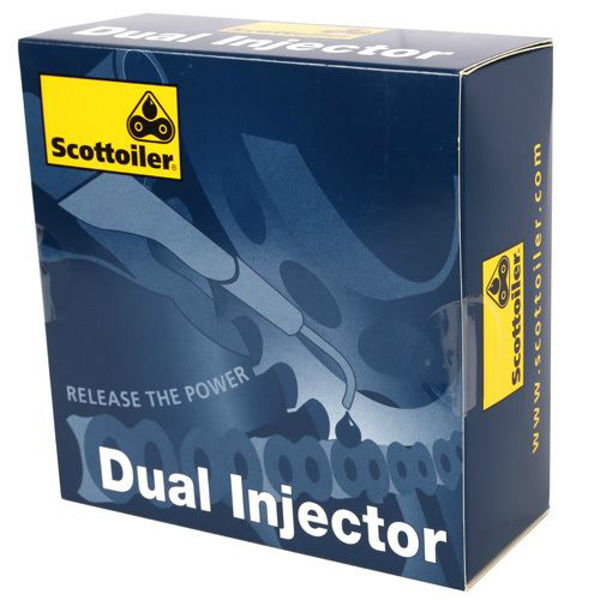 Dual Injector
Scottoiler®
RELEASE THE POWER
Dual Injector
Scottoiler®
www.scottoiler.com